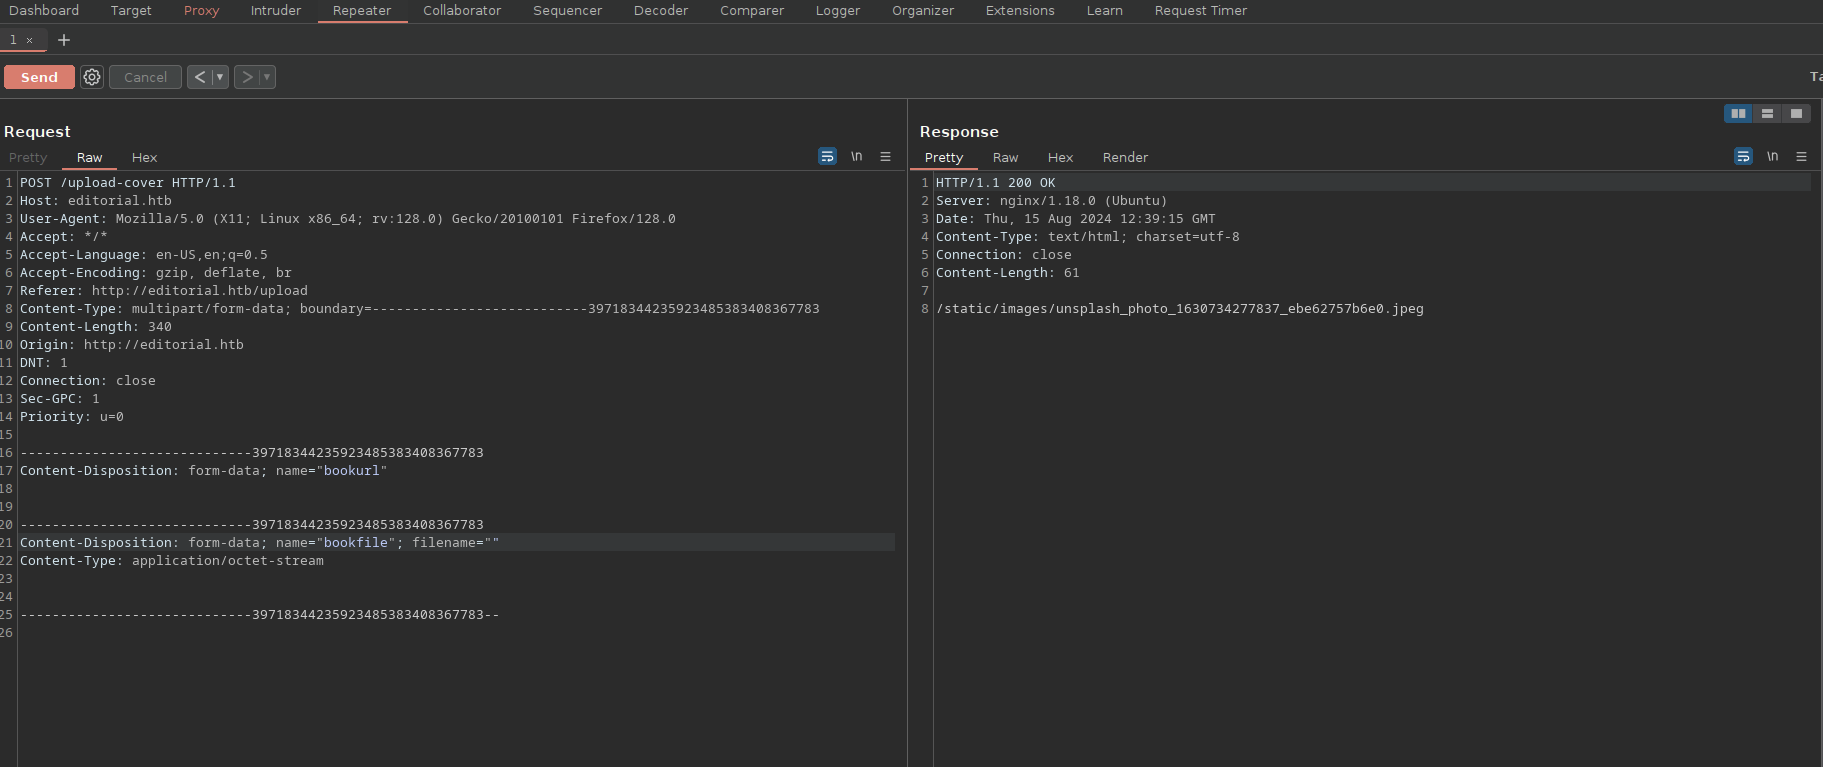 Dashboard Target Proxy Intruder Repeater Collaborator Sequencer Decoder Comparer Logger Organizer Extensions Learn Request Timer
1 × +
Send Cancel < ▾ > ▾
Request
Pretty Raw Hex \n
1 POST /upload-cover HTTP/1.1
2 Host: editorial.htb
3 User-Agent: Mozilla/5.0 (X11; Linux x86_64; rv:128.0) Gecko/20100101 Firefox/128.0
4 Accept: */*
5 Accept-Language: en-US,en;q=0.5
6 Accept-Encoding: gzip, deflate, br
7 Referer: http://editorial.htb/upload
8 Content-Type: multipart/form-data; boundary=---------------------------397183442359234853834083677​83
9 Content-Length: 340
10 Origin: http://editorial.htb
11 DNT: 1
12 Connection: close
13 Sec-GPC: 1
14 Priority: u=0
15
16 -----------------------------39718344235923485383408367783
17 Content-Disposition: form-data; name="bookurl"
18
19
20 -----------------------------39718344235923485383408367783
21 Content-Disposition: form-data; name="bookfile"; filename=""
22 Content-Type: application/octet-stream
23
24
25 -----------------------------39718344235923485383408367783--
26
Response
Pretty Raw Hex Render \n
1 HTTP/1.1 200 OK
2 Server: nginx/1.18.0 (Ubuntu)
3 Date: Thu, 15 Aug 2024 12:39:15 GMT
4 Content-Type: text/html; charset=utf-8
5 Connection: close
6 Content-Length: 61
7
8 /static/images/unsplash_photo_1630734277837_ebe62757b6e0.jpeg